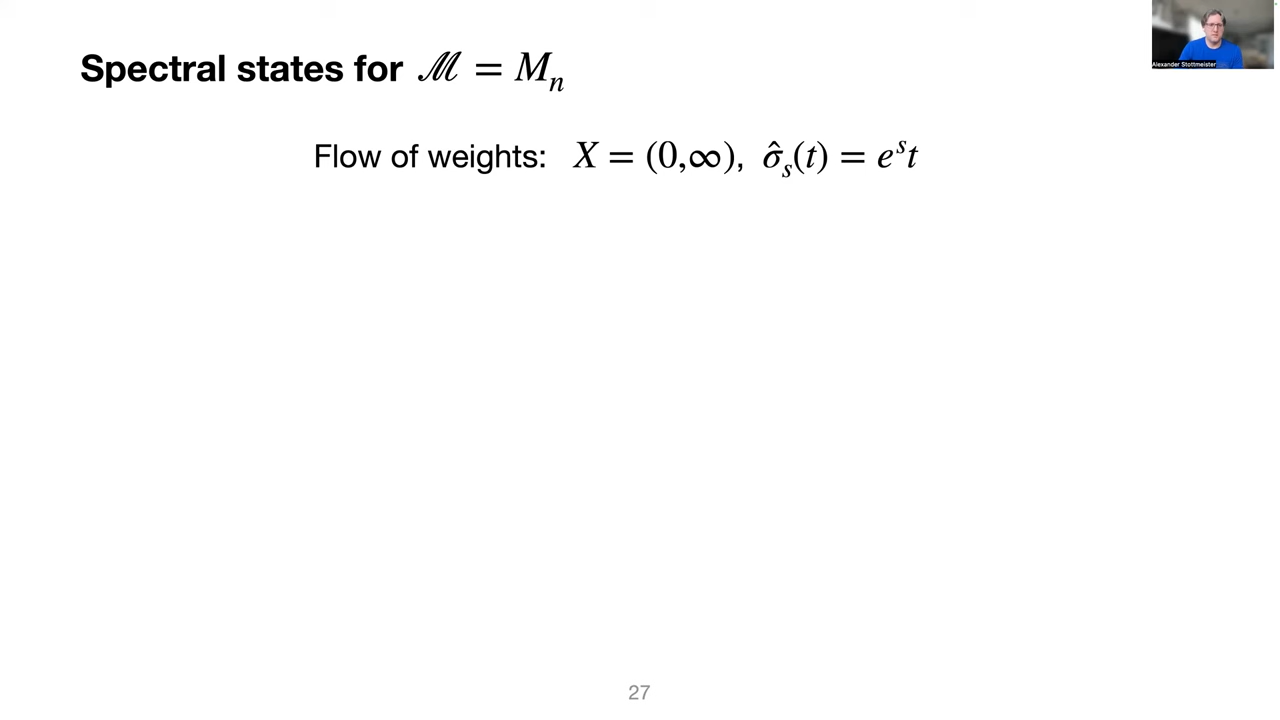 Spectral states for ℳ = Mₙ
Flow of weights: X = (0,∞), σ̂ₛ(t) = eˢt
Alexander Stottmeister
27